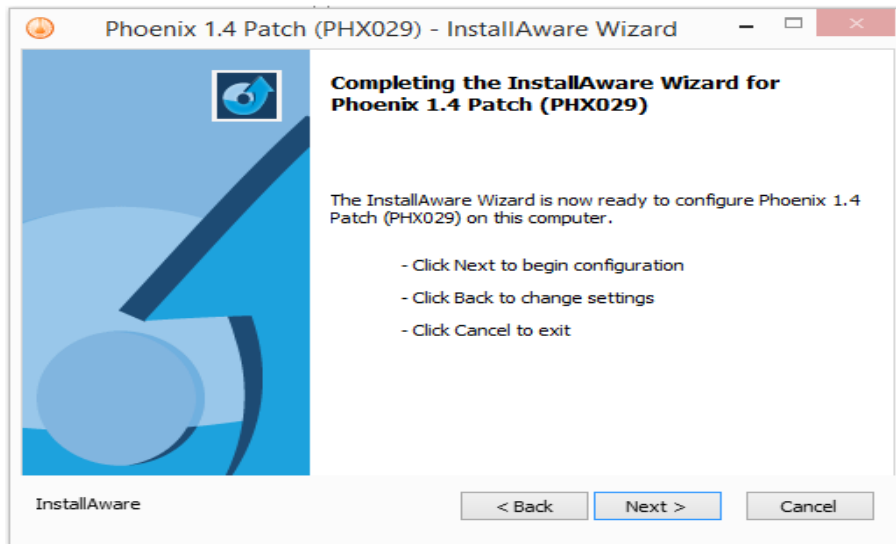 Phoenix 1.4 Patch (PHX029) - InstallAware Wizard
Completing the InstallAware Wizard for
Phoenix 1.4 Patch (PHX029)
The InstallAware Wizard is now ready to configure Phoenix 1.4
Patch (PHX029) on this computer.
- Click Next to begin configuration
- Click Back to change settings
- Click Cancel to exit
InstallAware
< Back
Next >
Cancel